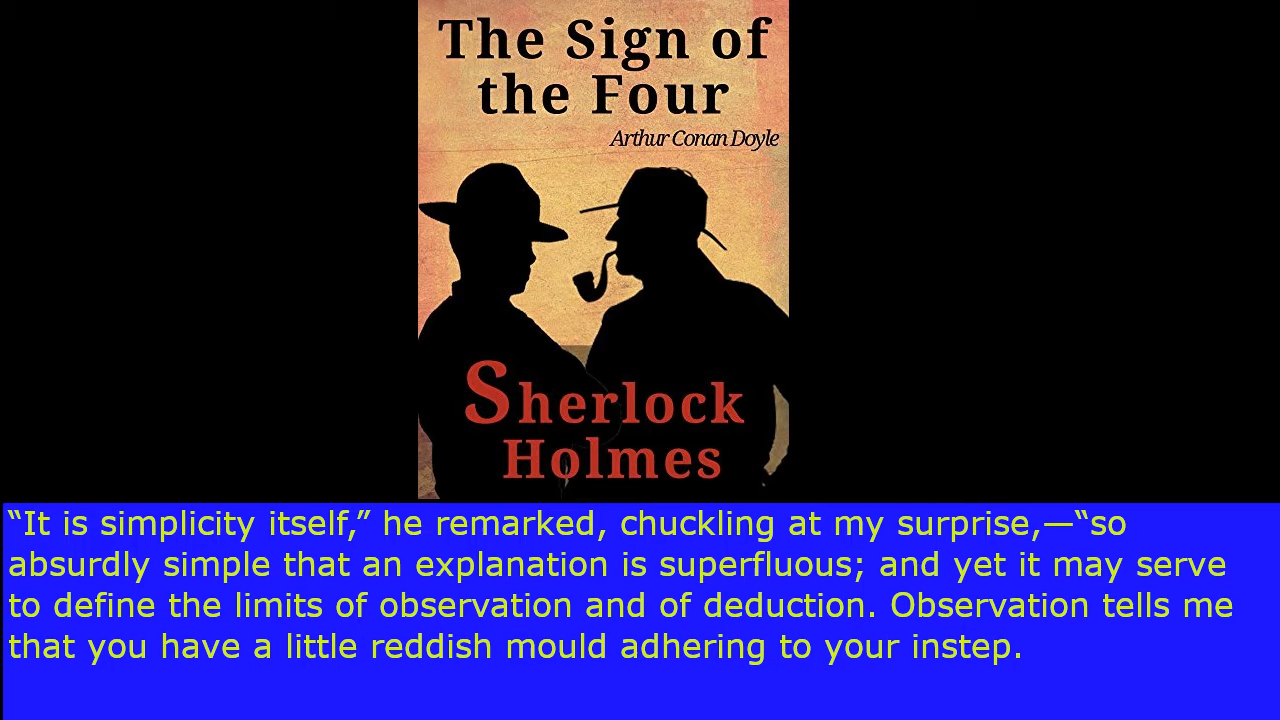 The Sign of
the Four
Arthur Conan Doyle
Sherlock
Holmes
“It is simplicity itself,” he remarked, chuckling at my surprise,—“so
absurdly simple that an explanation is superfluous; and yet it may serve
to define the limits of observation and of deduction. Observation tells me
that you have a little reddish mould adhering to your instep.